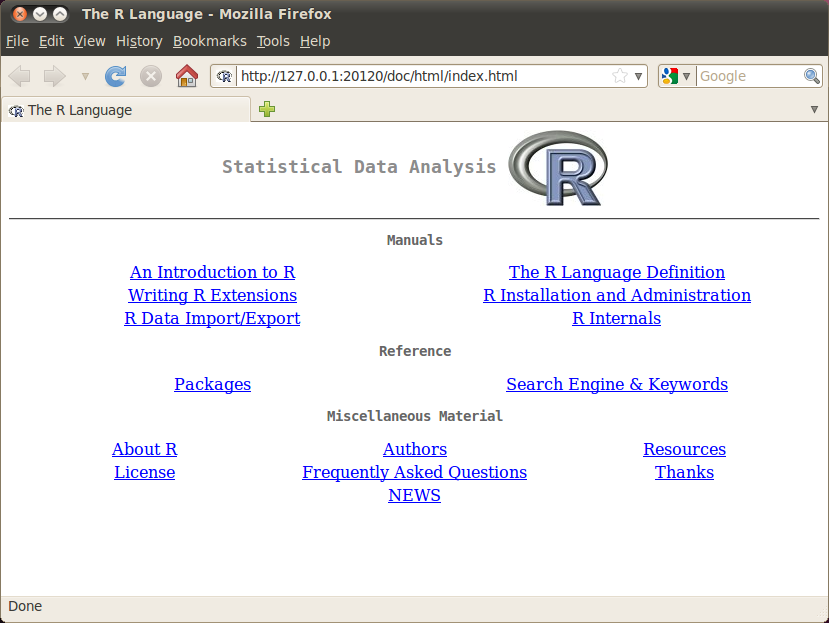 The R Language - Mozilla Firefox
File Edit View History Bookmarks Tools Help
http://127.0.0.1:20120/doc/html/index.html Google
The R Language
Statistical Data Analysis R
Manuals
An Introduction to R The R Language Definition
Writing R Extensions R Installation and Administration
R Data Import/Export R Internals
Reference
Packages Search Engine & Keywords
Miscellaneous Material
About R Authors Resources
License Frequently Asked Questions Thanks
NEWS
Done